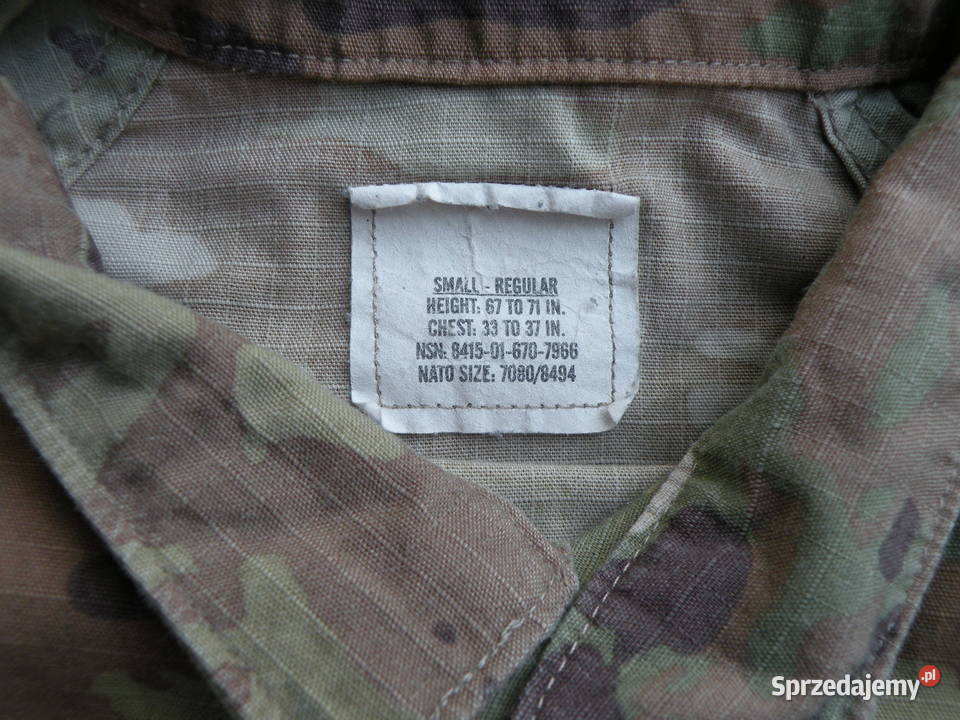 SMALL - REGULAR
HEIGHT: 67 TO 71 IN.
CHEST: 33 TO 37 IN.
NSN: 8415-01-670-7966
NATO SIZE: 7080/8494
Sprzedajemy.pl